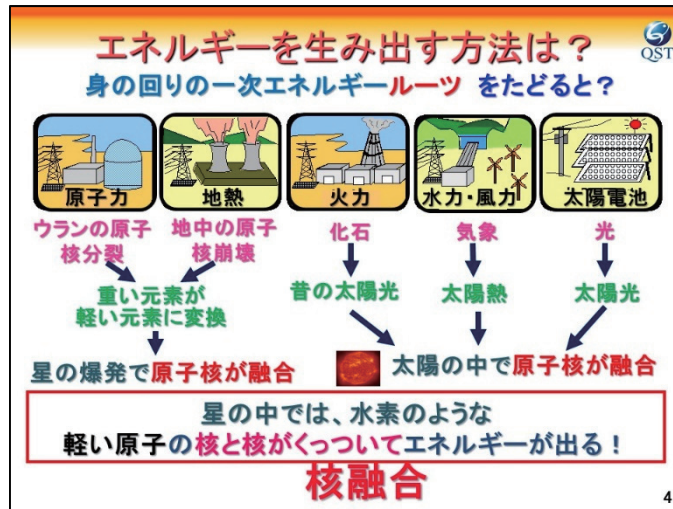 エネルギーを生み出す方法は？
QST
身の回りの一次エネルギールーツ をたどると？
原子力
地熱
火力
水力・風力
太陽電池
ウランの原子
核分裂
地中の原子
核崩壊
化石
気象
光
重い元素が
軽い元素に変換
昔の太陽光
太陽熱
太陽光
星の爆発で原子核が融合
太陽の中で原子核が融合
星の中では、水素のような
軽い原子の核と核がくっついてエネルギーが出る！
核融合
4